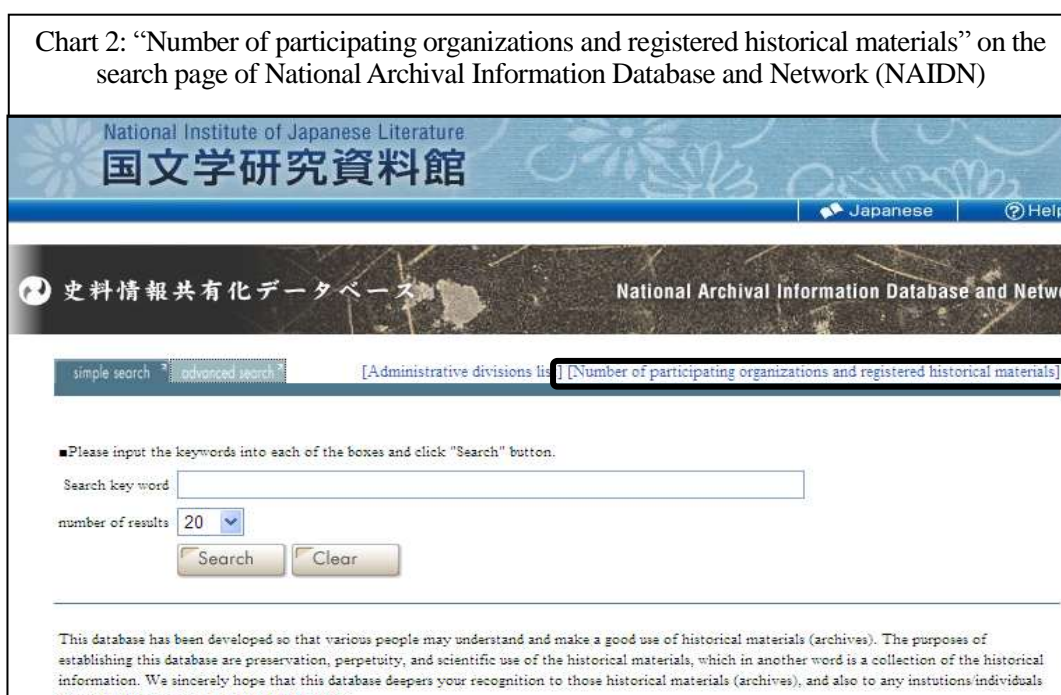 Chart 2: “Number of participating organizations and registered historical materials” on the
search page of National Archival Information Database and Network (NAIDN)
National Institute of Japanese Literature
国文学研究資料館
Japanese
Help
史料情報共有化データベース
National Archival Information Database and Netwo
simple search
advanced search
[Administrative divisions lis] [Number of participating organizations and registered historical materials]
■Please input the keywords into each of the boxes and click "Search" button.
Search key word
number of results 20
Search Clear
This database has been developed so that various people may understand and make a good use of historical materials (archives). The purposes of
establishing this database are preservation, perpetuity, and scientific use of the historical materials, which in another word is a collection of the historical
information. We sincerely hope that this database deepers your recognition to those historical materials (archives), and also to any instutions/individuals